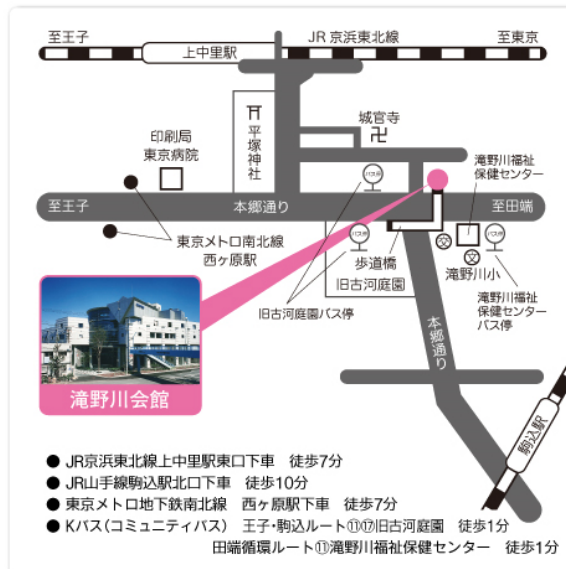 至王子
JR 京浜東北線
至東京
上中里駅
城官寺
平塚神社
印刷局
東京病院
バス停
滝野川福祉
保健センター
至王子
本郷通り
至田端
東京メトロ南北線
西ヶ原駅
バス停
歩道橋
文
文
バス停
滝野川小
旧古河庭園
旧古河庭園バス停
滝野川福祉
保健センター
バス停
本郷通り
滝野川会館
駒込駅
● JR京浜東北線上中里駅東口下車 徒歩7分
● JR山手線駒込駅北口下車 徒歩10分
● 東京メトロ地下鉄南北線 西ヶ原駅下車 徒歩7分
● Kバス(コミュニティバス) 王子・駒込ルート⑪⑰旧古河庭園 徒歩1分
田端循環ルート⑪滝野川福祉保健センター 徒歩1分